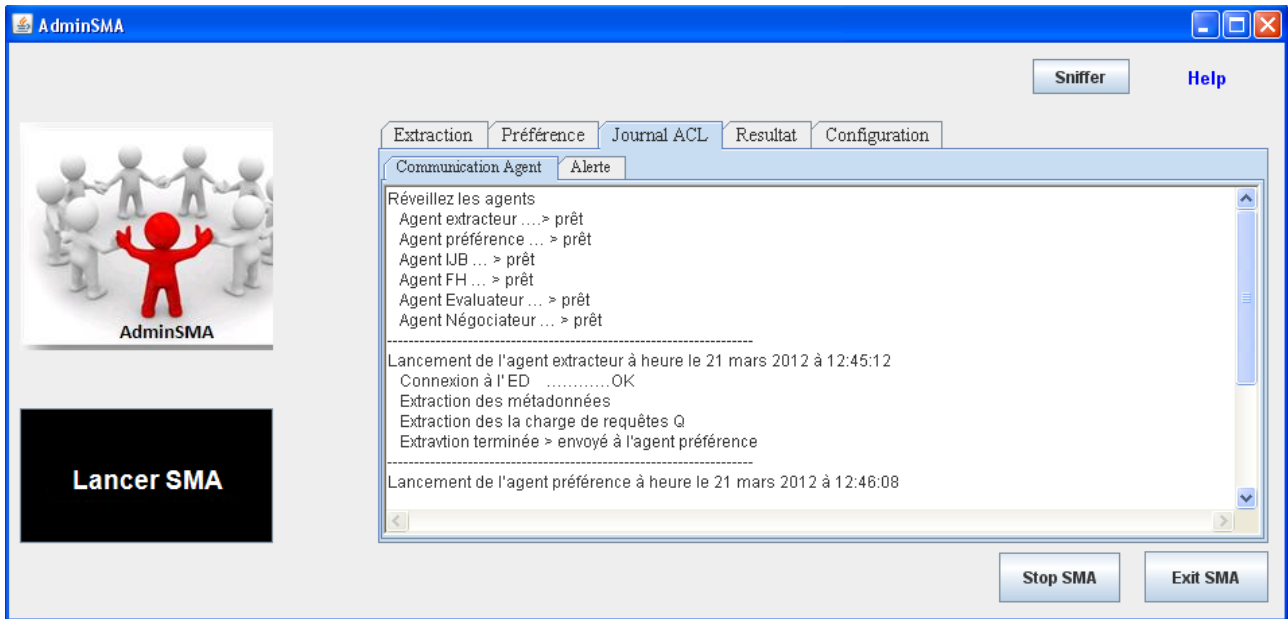 AdminSMA
Sniffer Help
Extraction Préférence Journal ACL Resultat Configuration
Communication Agent Alerte
Réveillez les agents
Agent extracteur ....> prêt
Agent préférence ... > prêt
Agent IJB ... > prêt
Agent FH ... > prêt
Agent Evaluateur ... > prêt
Agent Négociateur ... > prêt
--------------------------------------------------------------------
Lancement de l'agent extracteur à heure le 21 mars 2012 à 12:45:12
Connexion à l' ED ............OK
Extraction des métadonnées
Extraction des la charge de requêtes Q
Extravtion terminée > envoyé à l'agent préférence
--------------------------------------------------------------------
Lancement de l'agent préférence à heure le 21 mars 2012 à 12:46:08
AdminSMA
Lancer SMA
Stop SMA Exit SMA